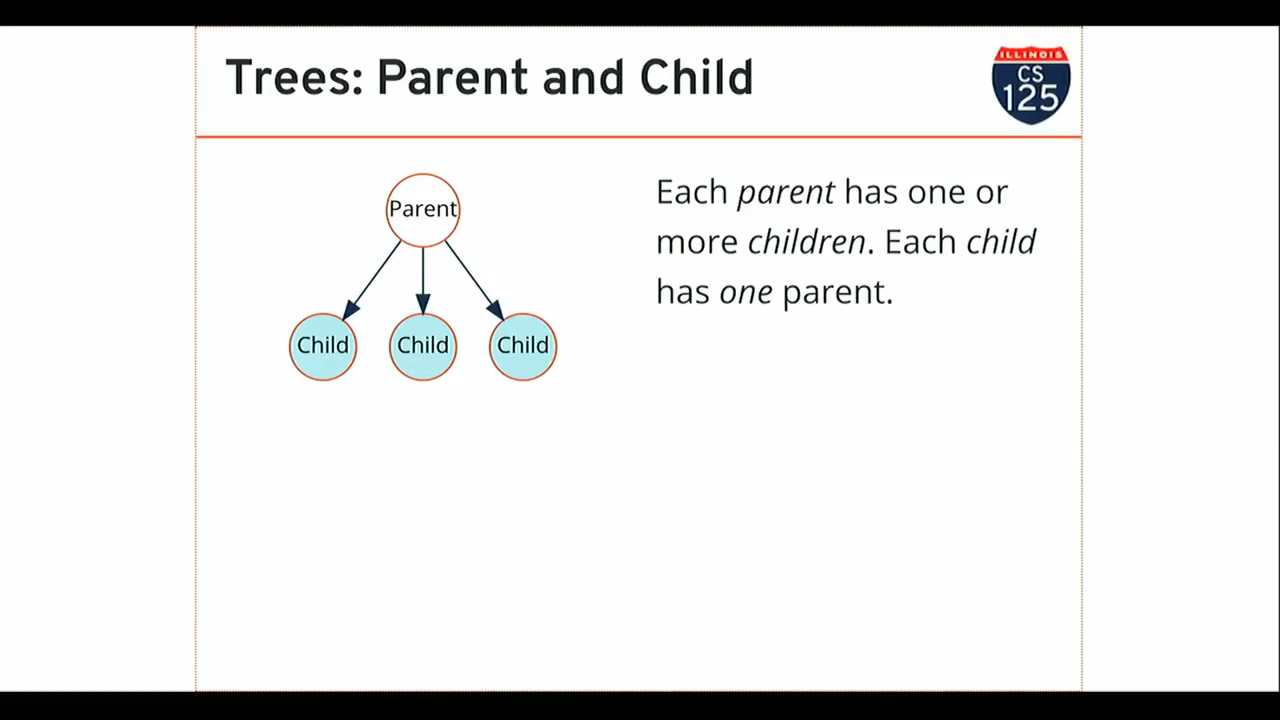 Trees: Parent and Child
ILLINOIS
CS
125
Parent
Child Child Child
Each parent has one or
more children. Each child
has one parent.